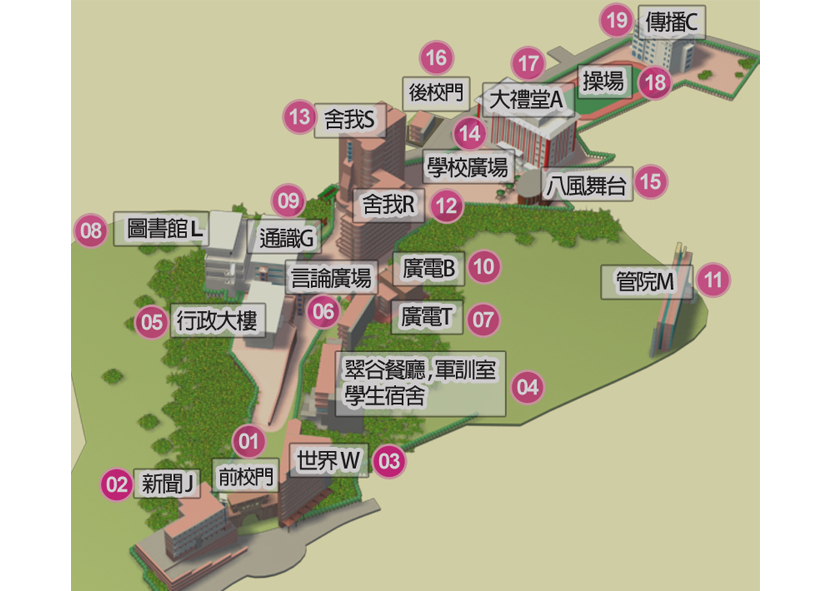 19 傳播C
16
17
後校門
大禮堂A
操場 18
13 舍我S
14
學校廣場
八風舞台 15
09
舍我R 12
08 圖書館L
通識G
廣電B 10
言論廣場
管院M 11
05 行政大樓
06
廣電T 07
翠谷餐廳,軍訓室
學生宿舍
04
01
世界W 03
02 新聞J
前校門